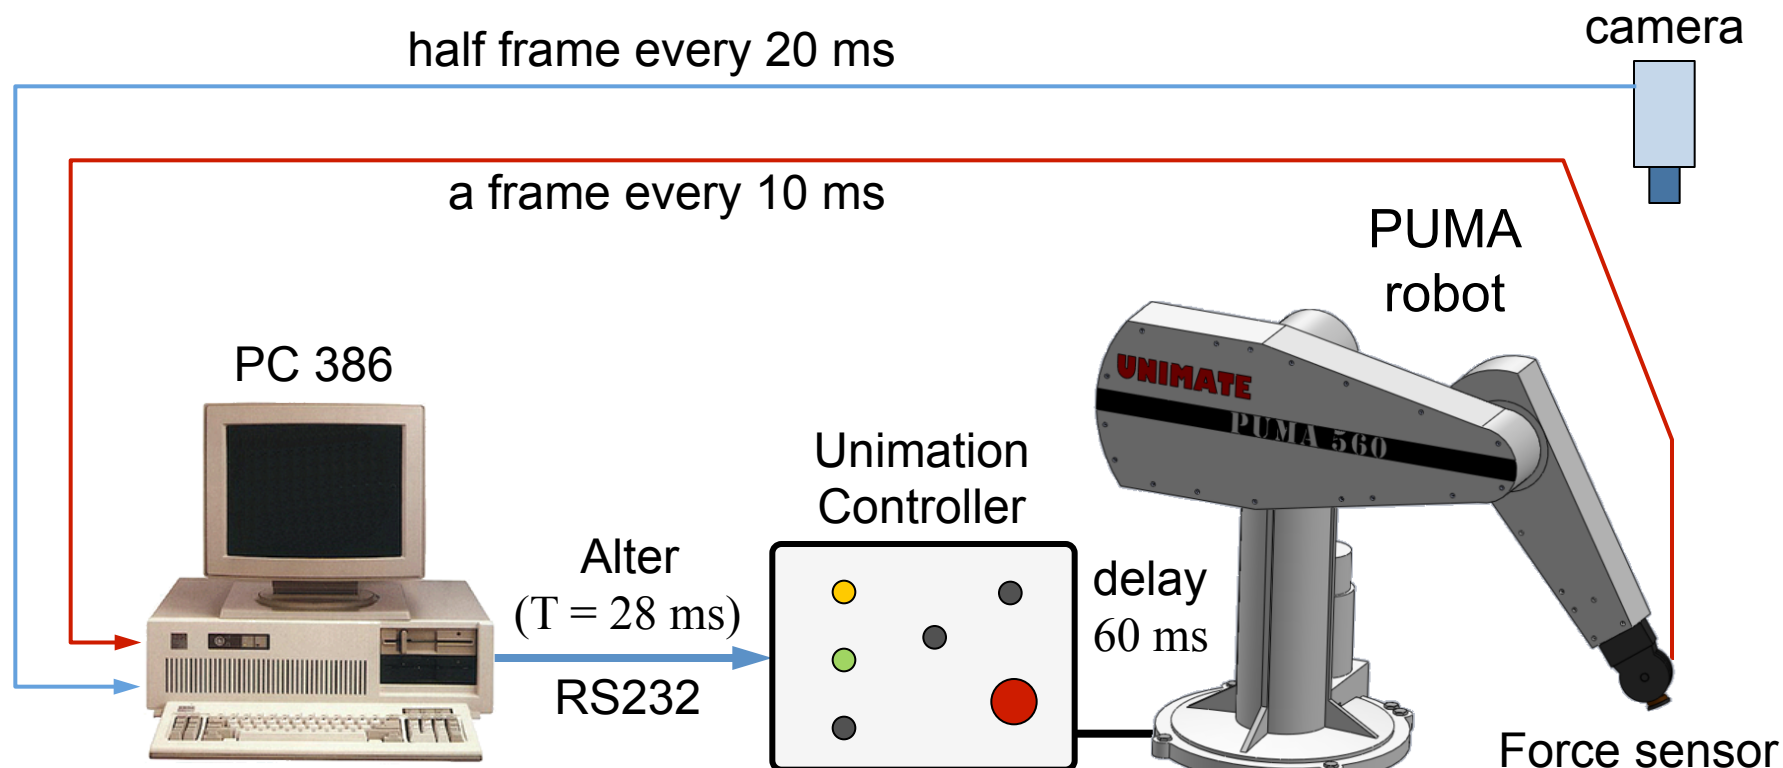 camera
half frame every 20 ms
a frame every 10 ms
PUMA
robot
PC 386
UNIMATE
PUMA 560
Unimation
Controller
Alter
(T = 28 ms)
RS232
delay
60 ms
Force sensor